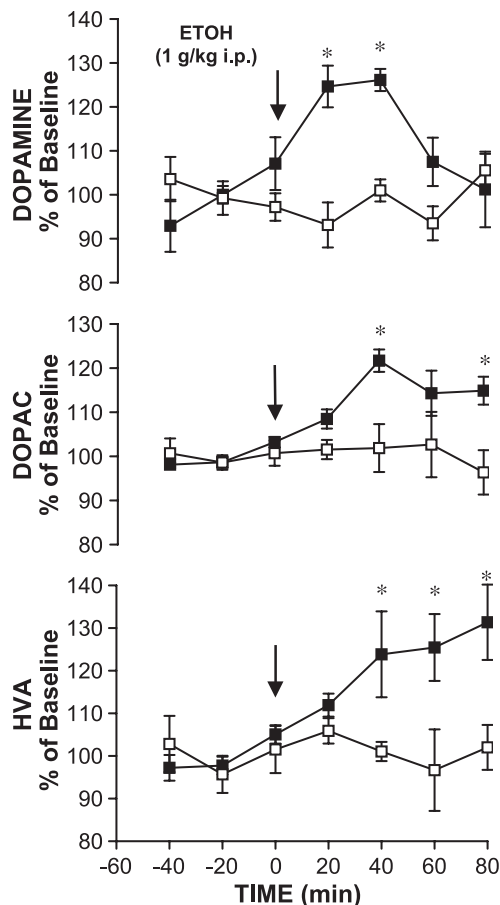 140
ETOH
(1 g/kg i.p.)
* *
130
120
110
100
90
80
DOPAMINE
% of Baseline
130
*
*
120
110
100
90
80
DOPAC
% of Baseline
140
* * *
130
120
110
100
90
80
HVA
% of Baseline
-60 -40 -20 0 20 40 60 80
TIME (min)